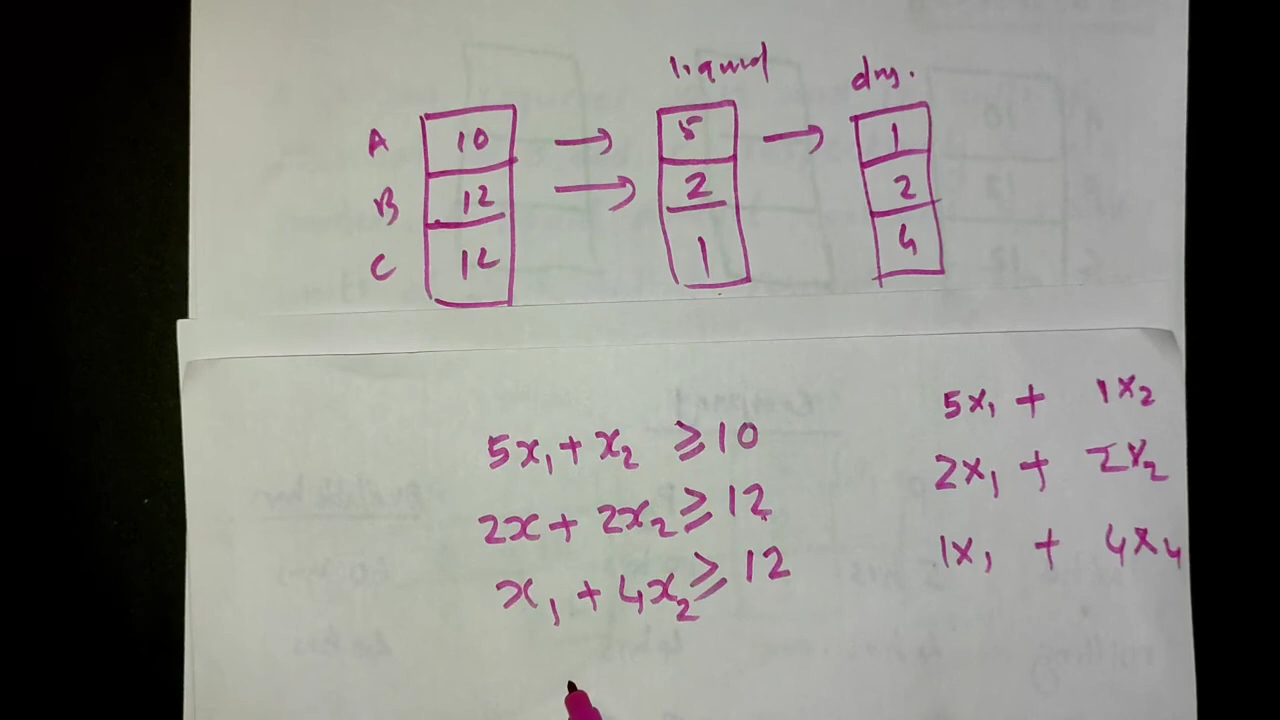 liquid dry.
A 10 → 5 → 1
B 12 → 2 2
C 12 1 4
5x₁ + 1x₂
5x₁ + x₂ ⩾ 10
2x₁ + 2x₂
2x + 2x₂ ⩾ 12
1x₁ + 4x₄
x₁ + 4x₂ ⩾ 12